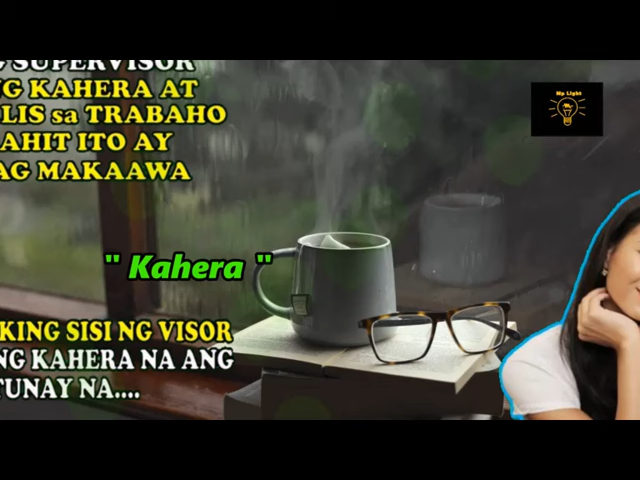 SUPERVISOR
NG KAHERA AT
LIS sa TRABAHO
AHIT ITO AY
AG MAKAAWA
Mp Light
" Kahera "
KING SISI NG VISOR
NG KAHERA NA ANG
TUNAY NA....